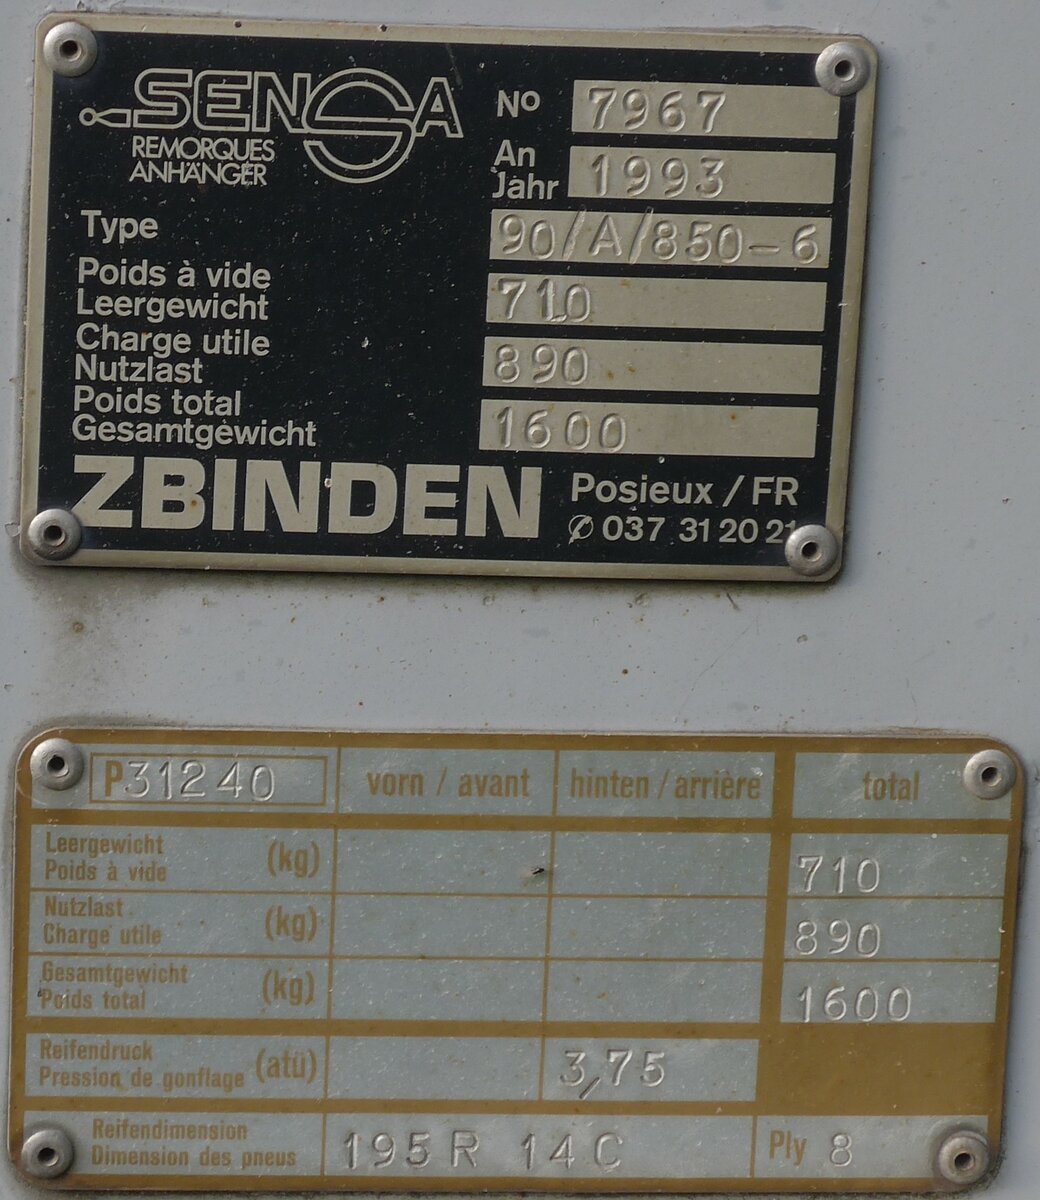 SENSA
REMORQUES
ANHÄNGER
No 7967
An
Jahr 1993
Type 90/A/850-6
Poids à vide
Leergewicht 710
Charge utile
Nutzlast 890
Poids total
Gesamtgewicht 1600
ZBINDEN Posieux / FR
✆ 037 31 20 21
P31240 vorn / avant hinten / arrière total
Leergewicht
Poids à vide (kg) 710
Nutzlast
Charge utile (kg) 890
Gesamtgewicht
Poids total (kg) 1600
Reifendruck
Pression de gonflage (atü) 3,75
Reifendimension
Dimension des pneus 195R 14C Ply 8